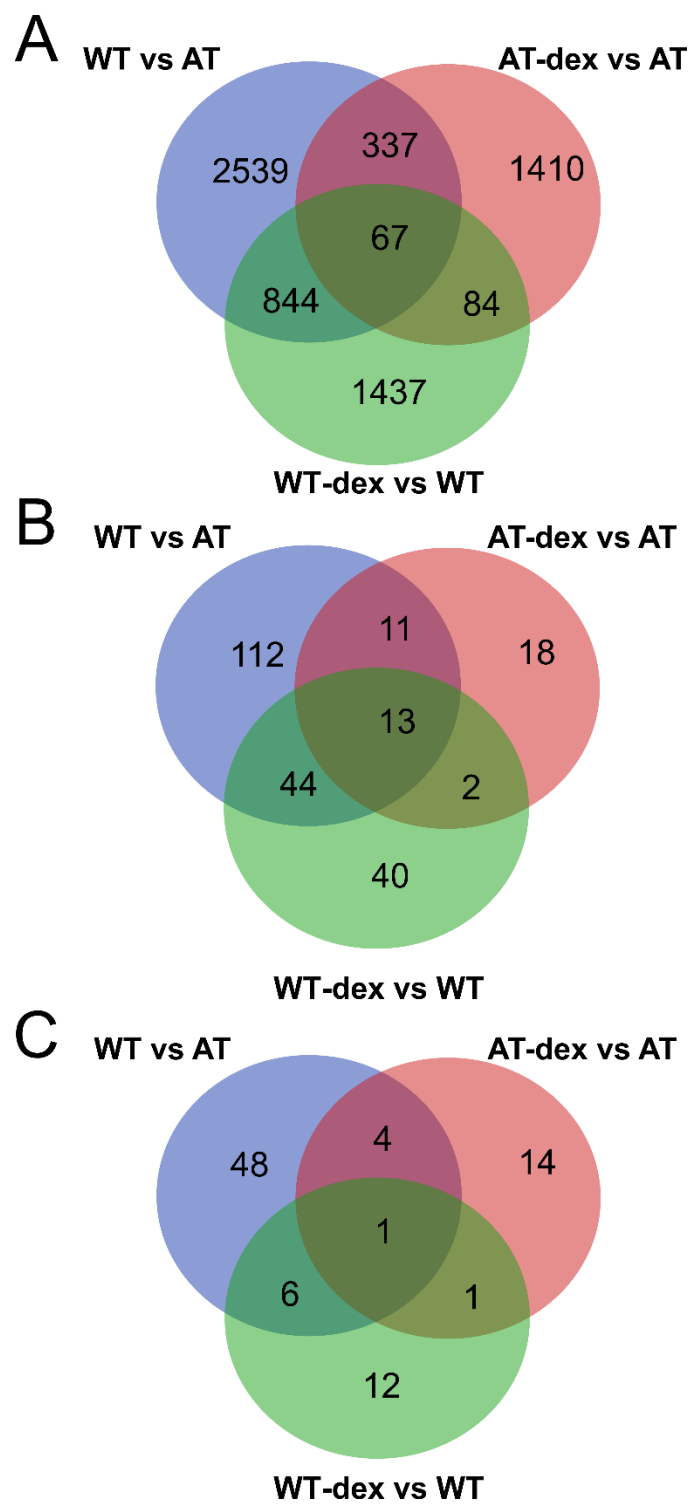 A
WT vs AT
AT-dex vs AT
337
2539
1410
67
844
84
1437
WT-dex vs WT
B
WT vs AT
AT-dex vs AT
11
112
18
13
44
2
40
WT-dex vs WT
C
WT vs AT
AT-dex vs AT
4
48
14
1
6
1
12
WT-dex vs WT